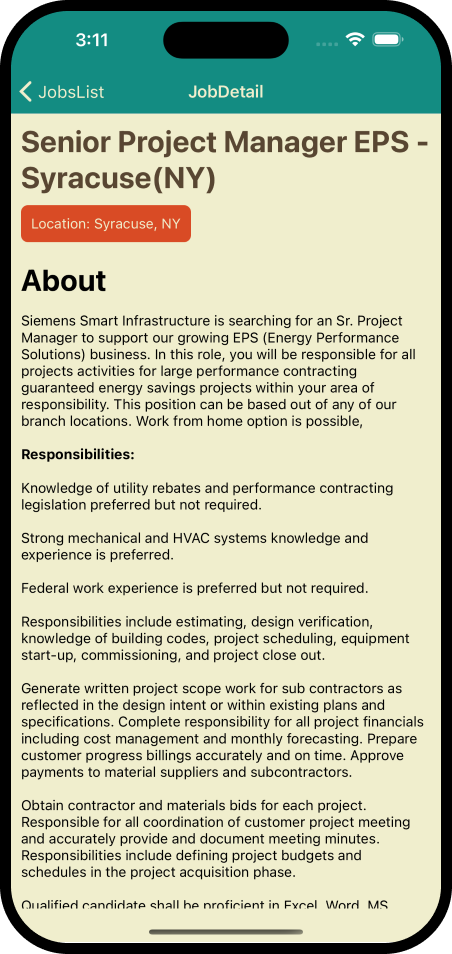 3:11
JobsList
JobDetail
Senior Project Manager EPS -
Syracuse(NY)
Location: Syracuse, NY
About
Siemens Smart Infrastructure is searching for an Sr. Project
Manager to support our growing EPS (Energy Performance
Solutions) business. In this role, you will be responsible for all
projects activities for large performance contracting
guaranteed energy savings projects within your area of
responsibility. This position can be based out of any of our
branch locations. Work from home option is possible,
Responsibilities:
Knowledge of utility rebates and performance contracting
legislation preferred but not required.
Strong mechanical and HVAC systems knowledge and
experience is preferred.
Federal work experience is preferred but not required.
Responsibilities include estimating, design verification,
knowledge of building codes, project scheduling, equipment
start-up, commissioning, and project close out.
Generate written project scope work for sub contractors as
reflected in the design intent or within existing plans and
specifications. Complete responsibility for all project financials
including cost management and monthly forecasting. Prepare
customer progress billings accurately and on time. Approve
payments to material suppliers and subcontractors.
Obtain contractor and materials bids for each project.
Responsible for all coordination of customer project meeting
and accurately provide and document meeting minutes.
Responsibilities include defining project budgets and
schedules in the project acquisition phase.
Qualified candidate shall be proficient in Excel, Word, MS